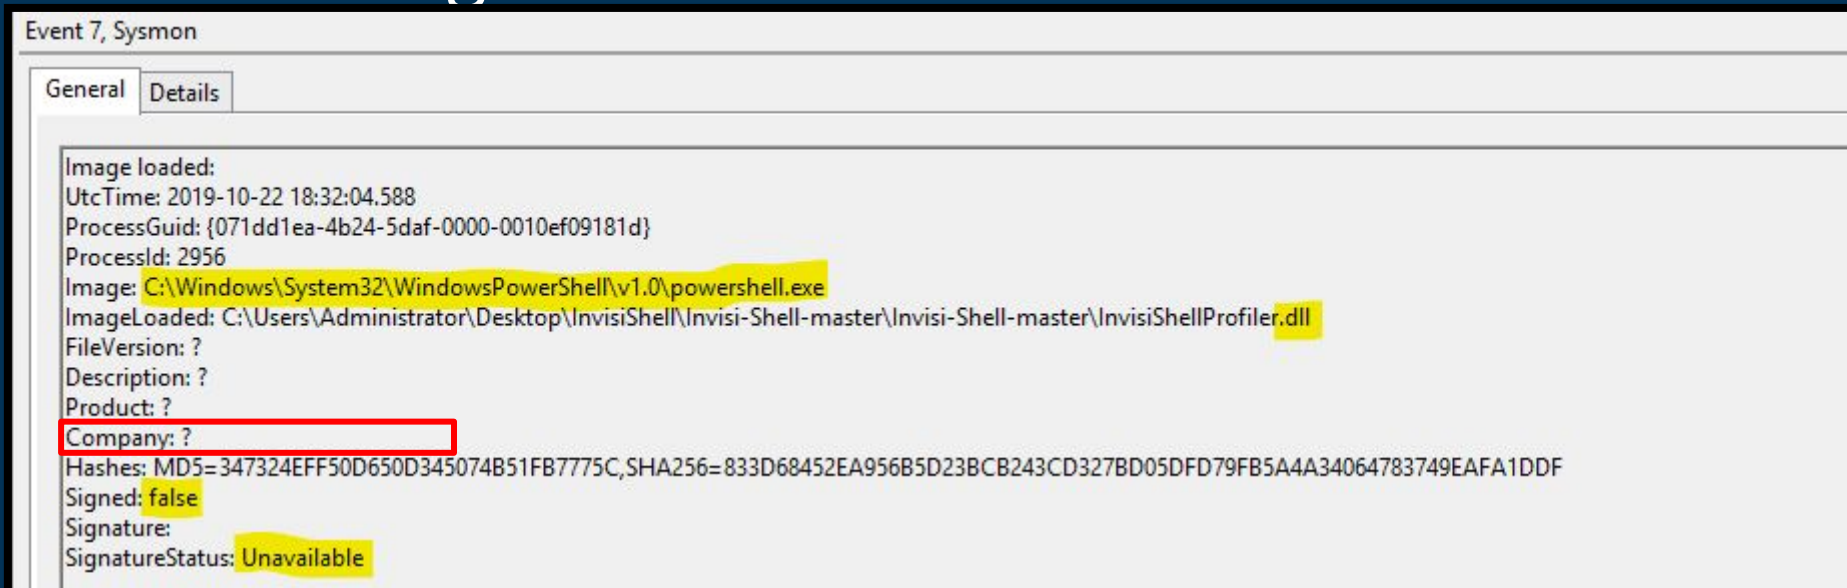 Event 7, Sysmon
General Details
Image loaded:
UtcTime: 2019-10-22 18:32:04.588
ProcessGuid: {071dd1ea-4b24-5daf-0000-0010ef09181d}
ProcessId: 2956
Image: C:\Windows\System32\WindowsPowerShell\v1.0\powershell.exe
ImageLoaded: C:\Users\Administrator\Desktop\InvisiShell\Invisi-Shell-master\Invisi-Shell-master\InvisiShellProfiler.dll
FileVersion: ?
Description: ?
Product: ?
Company: ?
Hashes: MD5=347324EFF50D650D345074B51FB7775C,SHA256=833D68452EA956B5D23BCB243CD327BD05DFD79FB5A4A34064783749EAFA1DDF
Signed: false
Signature:
SignatureStatus: Unavailable